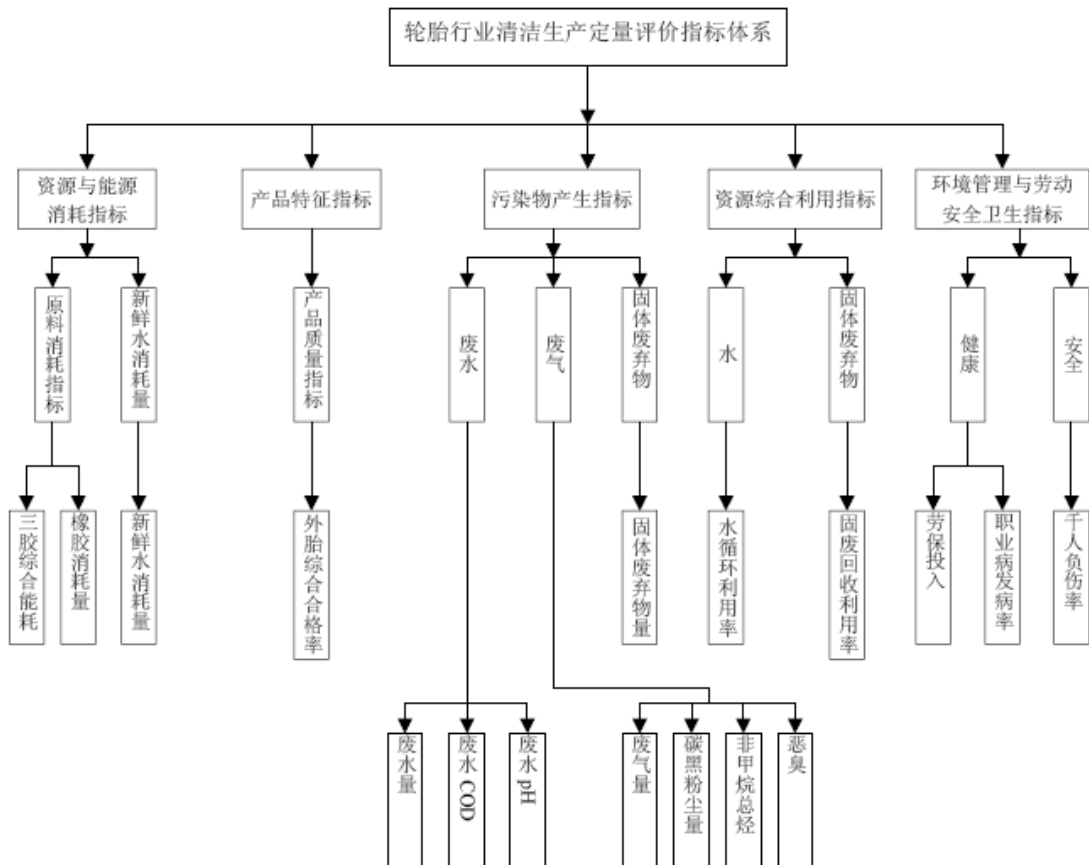 轮胎行业清洁生产定量评价指标体系
资源与能源
消耗指标
产品特征指标
污染物产生指标
资源综合利用指标
环境管理与劳动
安全卫生指标
原料消耗指标
新鲜水消耗量
产品质量指标
废水
废气
固体废弃物
水
固体废弃物
健康
安全
三胶综合能耗
橡胶消耗量
新鲜水消耗量
外胎综合合格率
固体废弃物量
水循环利用率
固废回收利用率
劳保投入
职业病发病率
千人负伤率
废水量
废水 COD
废水 pH
废气量
碳黑粉尘量
非甲烷总烃
恶臭